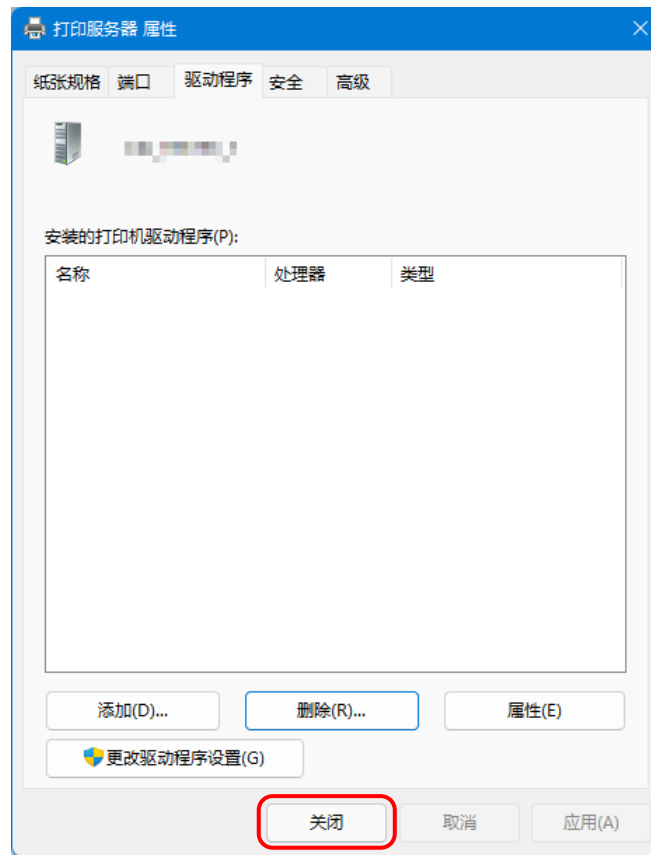 打印服务器 属性
纸张规格 端口 驱动程序 安全 高级
安装的打印机驱动程序(P):
名称 处理器 类型
添加(D)... 删除(R)... 属性(E)
更改驱动程序设置(G)
关闭 取消 应用(A)